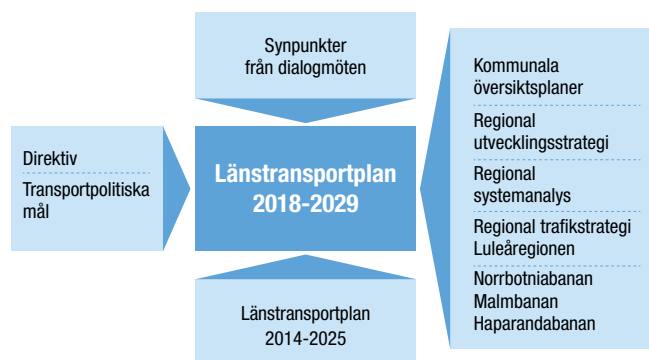 Synpunkter
från dialogmöten
Direktiv
Transportpolitiska
mål
Länstransportplan
2018-2029
Länstransportplan
2014-2025
Kommunala
översiktsplaner
Regional
utvecklingsstrategi
Regional
systemanalys
Regional trafikstrategi
Luleåregionen
Norrbotniabanan
Malmbanan
Haparandabanan